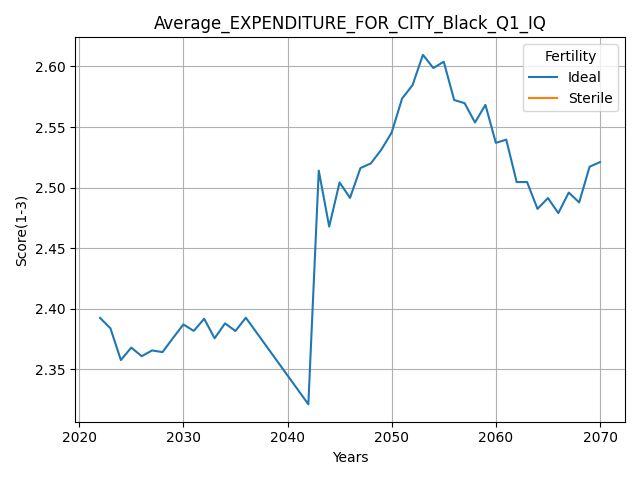 Average_EXPENDITURE_FOR_CITY_Black_Q1_IQ
Fertility
Ideal
Sterile
Score(1-3)
2.60
2.55
2.50
2.45
2.40
2.35
2020 2030 2040 2050 2060 2070
Years